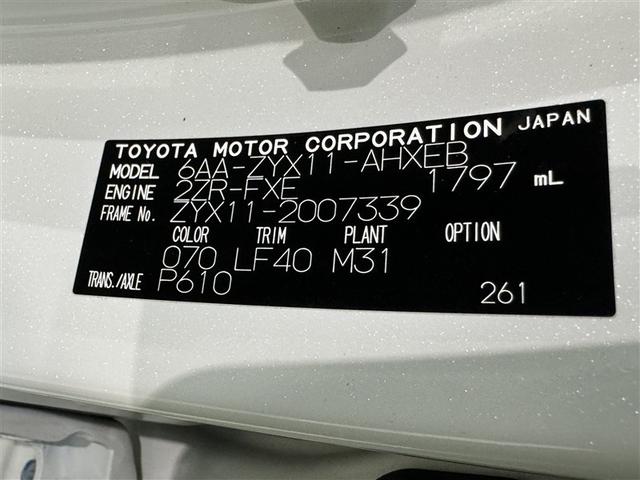 TOYOTA MOTOR CORPORATION JAPAN
MODEL 6AA-ZYX11-AHXEB
ENGINE 2ZR-FXE 1797 mL
FRAME No. ZYX11-2007339
COLOR TRIM PLANT OPTION
070 LF40 M31
TRANS./AXLE P610
261